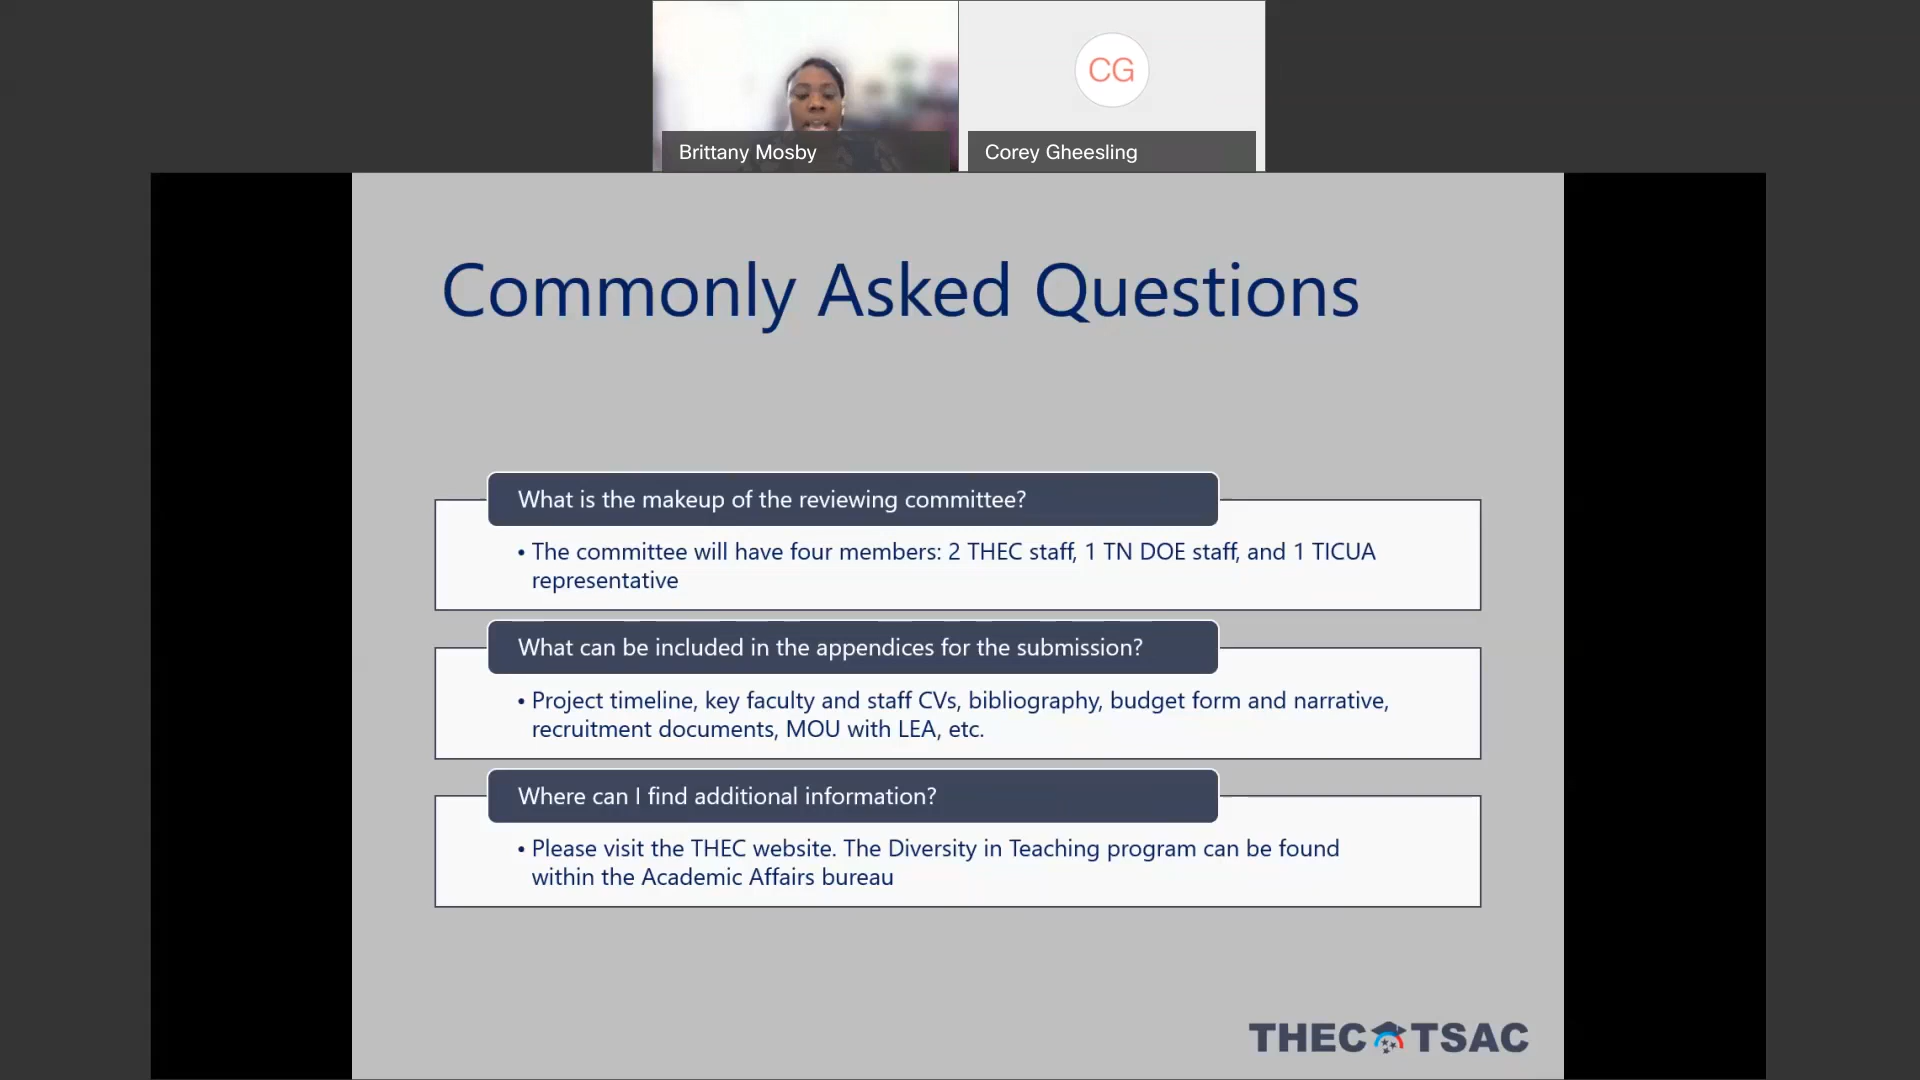 CG
Brittany Mosby
Corey Gheesling
Commonly Asked Questions
What is the makeup of the reviewing committee?
• The committee will have four members: 2 THEC staff, 1 TN DOE staff, and 1 TICUA
representative
What can be included in the appendices for the submission?
• Project timeline, key faculty and staff CVs, bibliography, budget form and narrative,
recruitment documents, MOU with LEA, etc.
Where can I find additional information?
• Please visit the THEC website. The Diversity in Teaching program can be found
within the Academic Affairs bureau
THEC TSAC